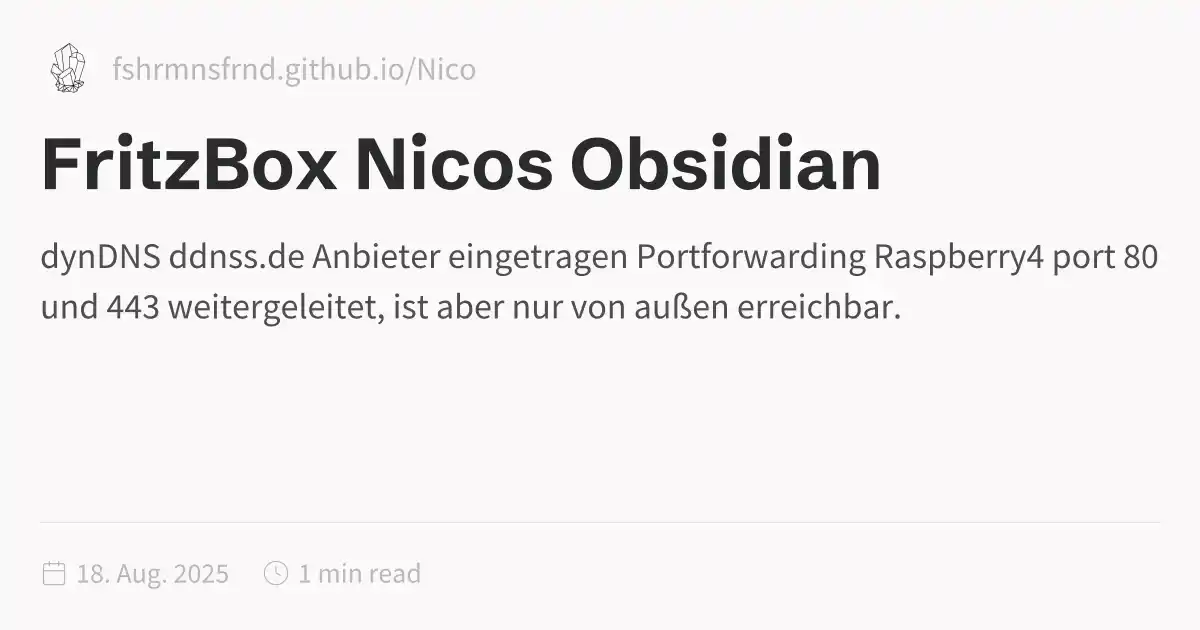 fshrmnsfrnd.github.io/Nico
FritzBox Nicos Obsidian
dynDNS ddnss.de Anbieter eingetragen Portforwarding Raspberry4 port 80
und 443 weitergeleitet, ist aber nur von außen erreichbar.
18. Aug. 2025 1 min read